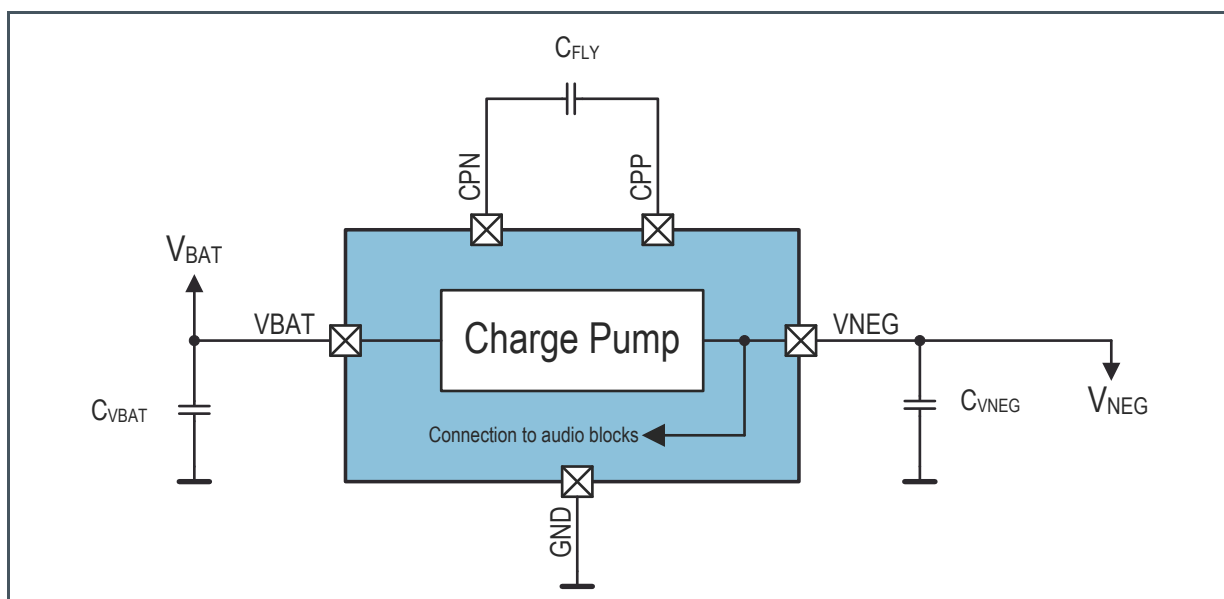 CFLY
CPN
CPP
VBAT
VBAT
VNEG
Charge Pump
CVBAT
CVNEG
VNEG
Connection to audio blocks
GND